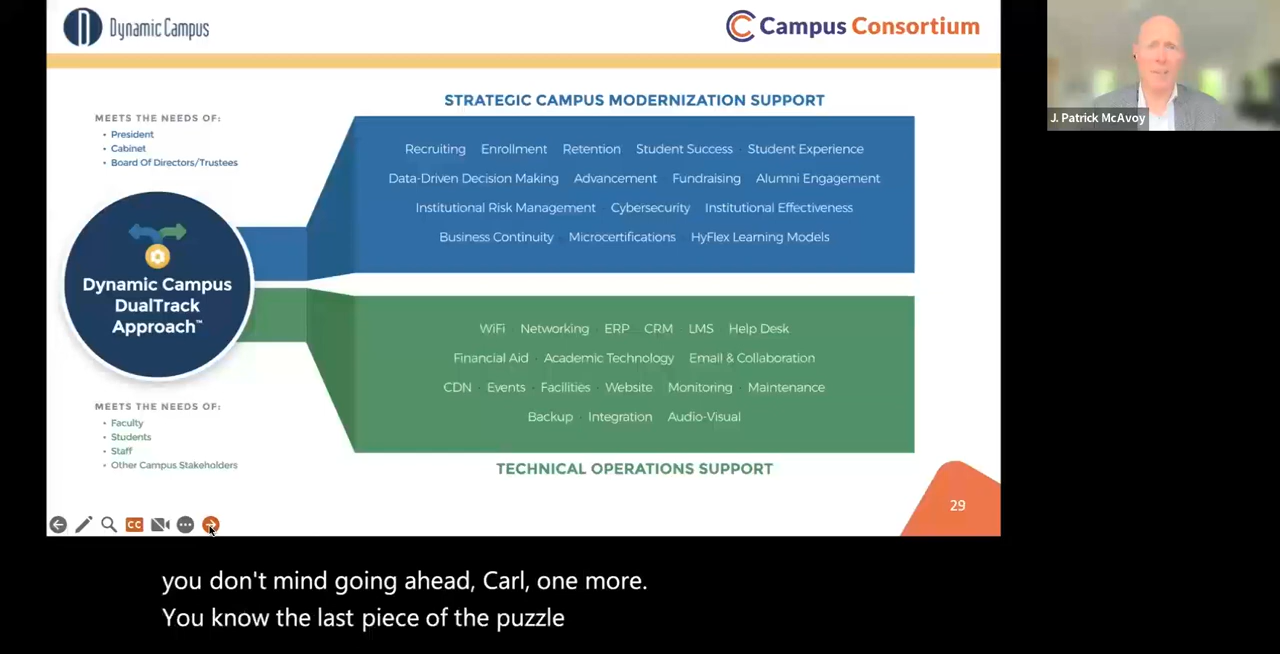 Dynamic Campus
Campus Consortium
J. Patrick McAvoy
STRATEGIC CAMPUS MODERNIZATION SUPPORT
MEETS THE NEEDS OF:
• President
• Cabinet
• Board Of Directors/Trustees
Recruiting Enrollment Retention Student Success Student Experience
Data-Driven Decision Making Advancement Fundraising Alumni Engagement
Institutional Risk Management Cybersecurity Institutional Effectiveness
Business Continuity Microcertifications HyFlex Learning Models
Dynamic Campus
DualTrack
Approach™
WiFi Networking ERP CRM LMS Help Desk
Financial Aid Academic Technology Email & Collaboration
CDN Events Facilities Website Monitoring Maintenance
Backup Integration Audio-Visual
MEETS THE NEEDS OF:
• Faculty
• Students
• Staff
• Other Campus Stakeholders
TECHNICAL OPERATIONS SUPPORT
29
CC
you don't mind going ahead, Carl, one more.
You know the last piece of the puzzle